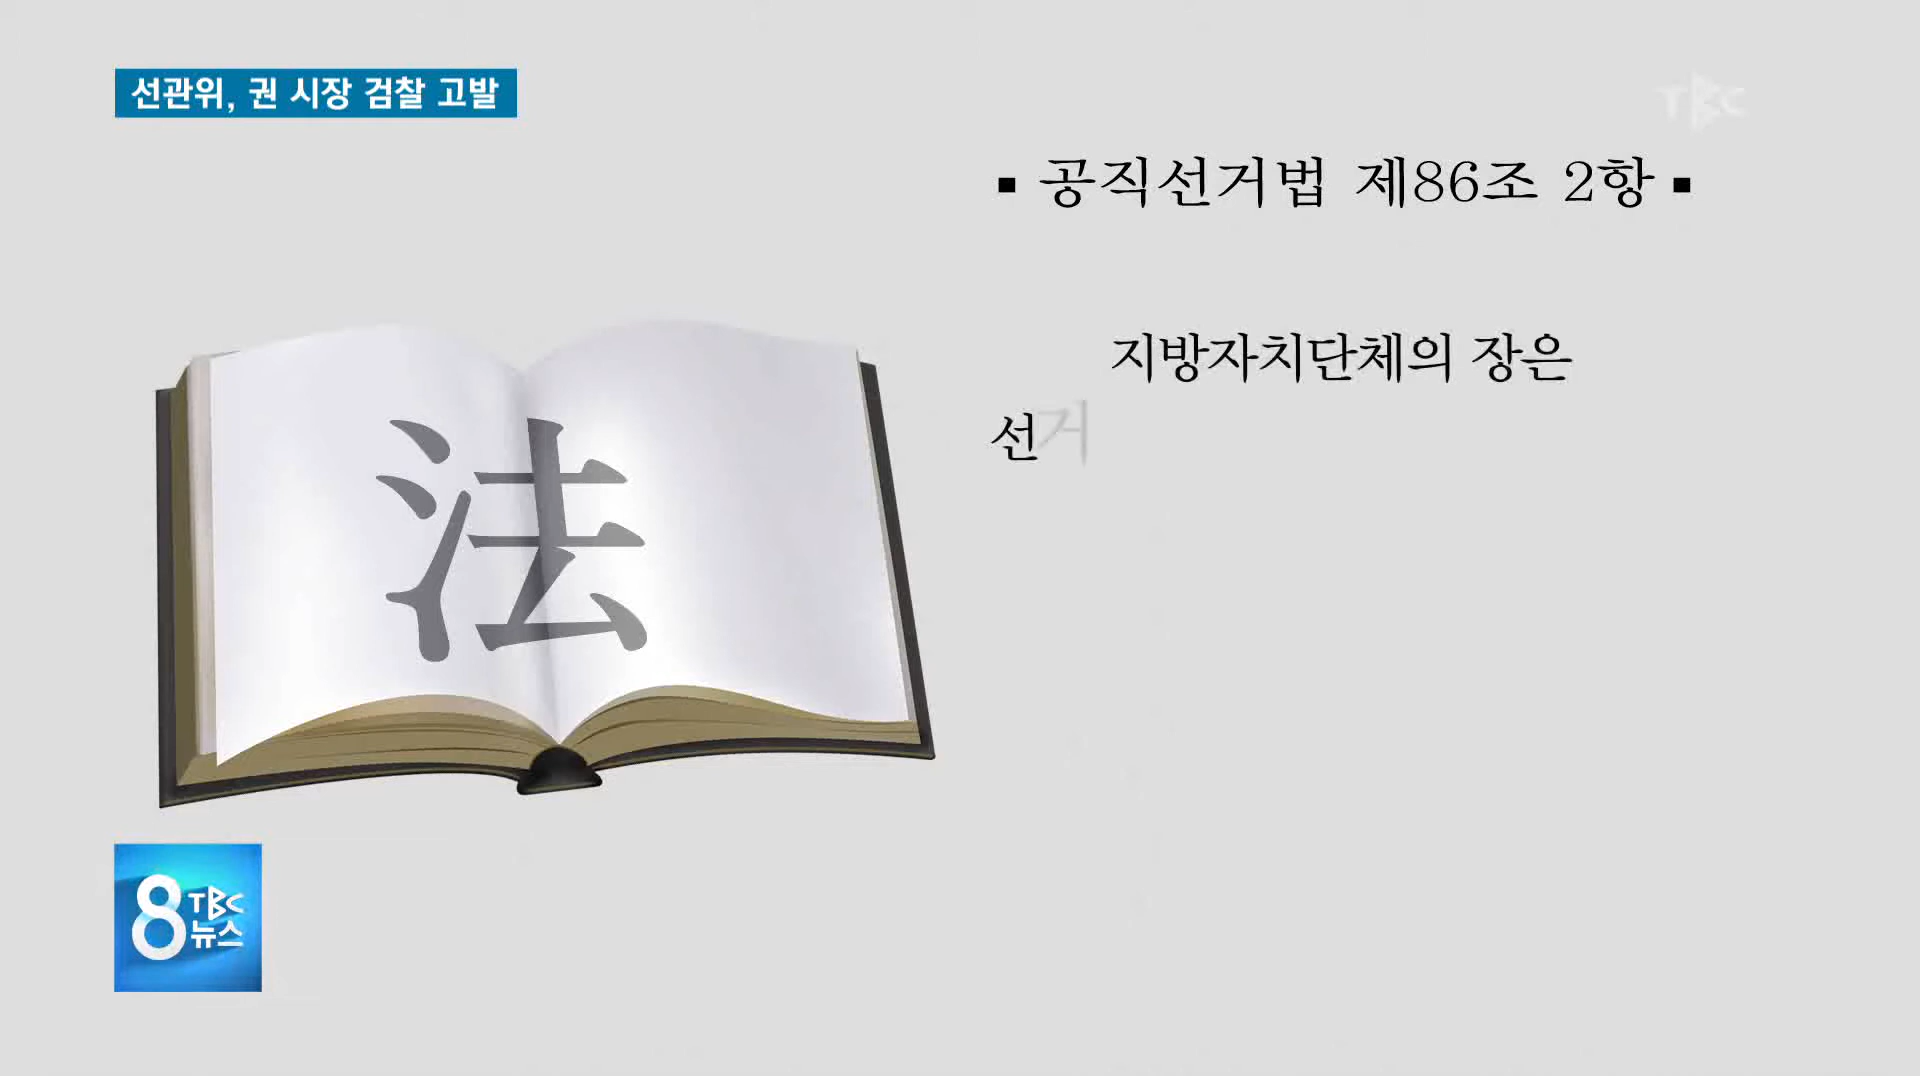 선관위, 권 시장 검찰 고발
TBC
▪ 공직선거법 제86조 2항 ▪
지방자치단체의 장은
선거
法
8 TBC
뉴스